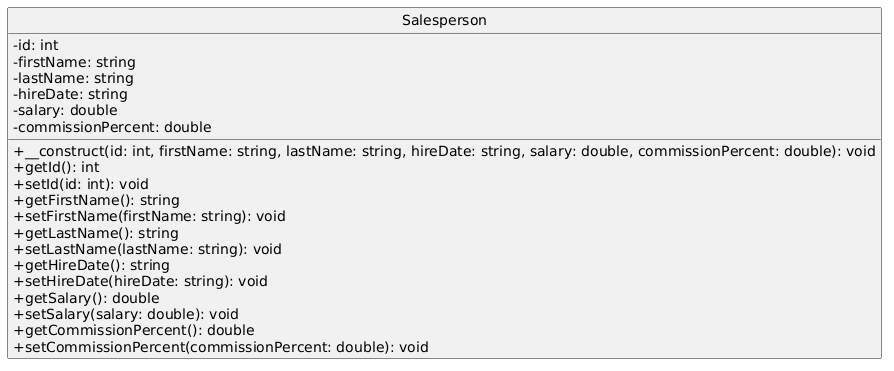 Salesperson
-id: int
-firstName: string
-lastName: string
-hireDate: string
-salary: double
-commissionPercent: double
+__construct(id: int, firstName: string, lastName: string, hireDate: string, salary: double, commissionPercent: double): void
+getId(): int
+setId(id: int): void
+getFirstName(): string
+setFirstName(firstName: string): void
+getLastName(): string
+setLastName(lastName: string): void
+getHireDate(): string
+setHireDate(hireDate: string): void
+getSalary(): double
+setSalary(salary: double): void
+getCommissionPercent(): double
+setCommissionPercent(commissionPercent: double): void